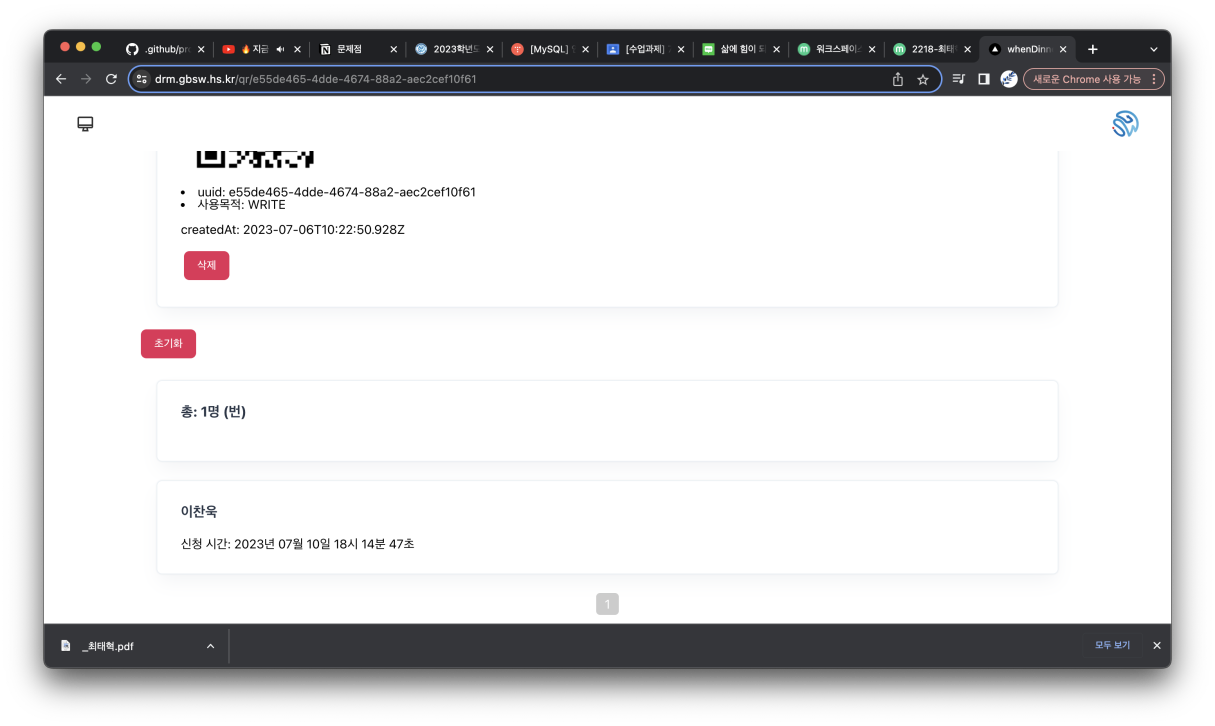 .github/pr
지금
문제점
2023학년도
[MySQL]
[수업과제]
삶에 힘이 되
워크스페이스
2218-최태
whenDinn
drm.gbsw.hs.kr/qr/e55de465-4dde-4674-88a2-aec2cef10f61
새로운 Chrome 사용 가능
uuid: e55de465-4dde-4674-88a2-aec2cef10f61
사용목적: WRITE
createdAt: 2023-07-06T10:22:50.928Z
삭제
초기화
총: 1명 (번)
이찬욱
신청 시간: 2023년 07월 10일 18시 14분 47초
1
_최태혁.pdf
모두 보기